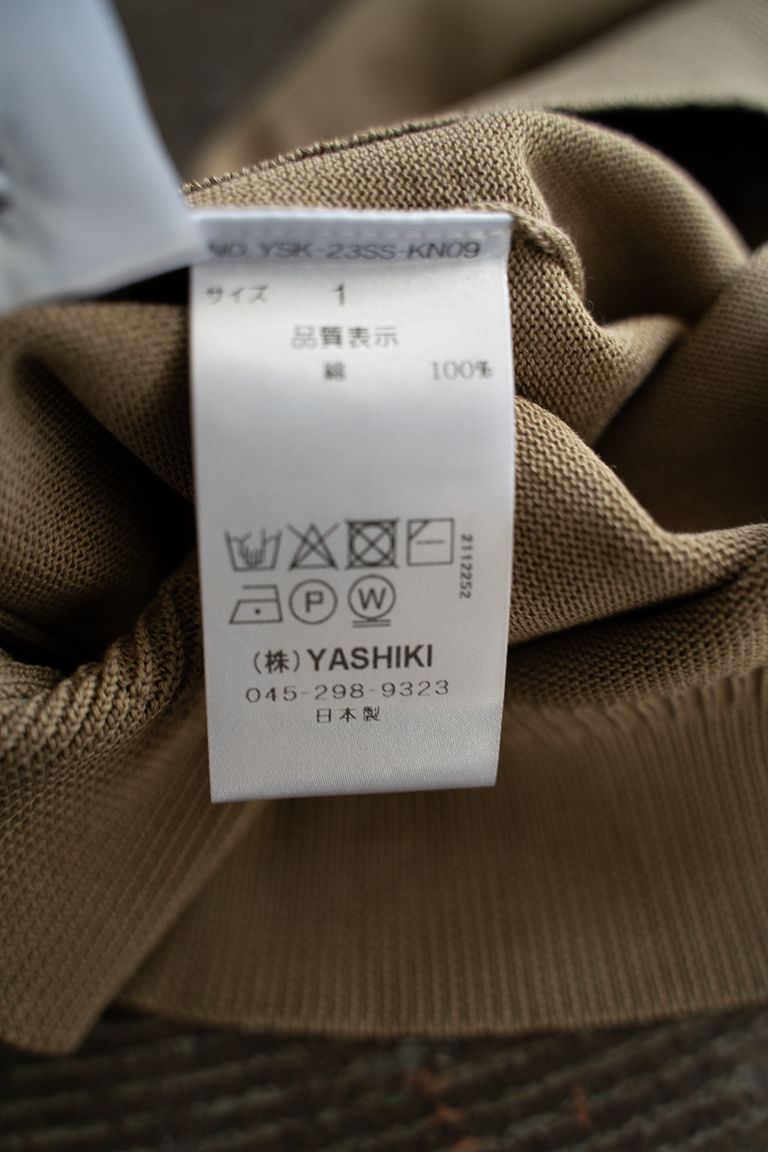 NO. YSK-23SS-KN09
サイズ 1
品質表示
綿 100%
2112252
P W
(株)YASHIKI
045-298-9323
日本製